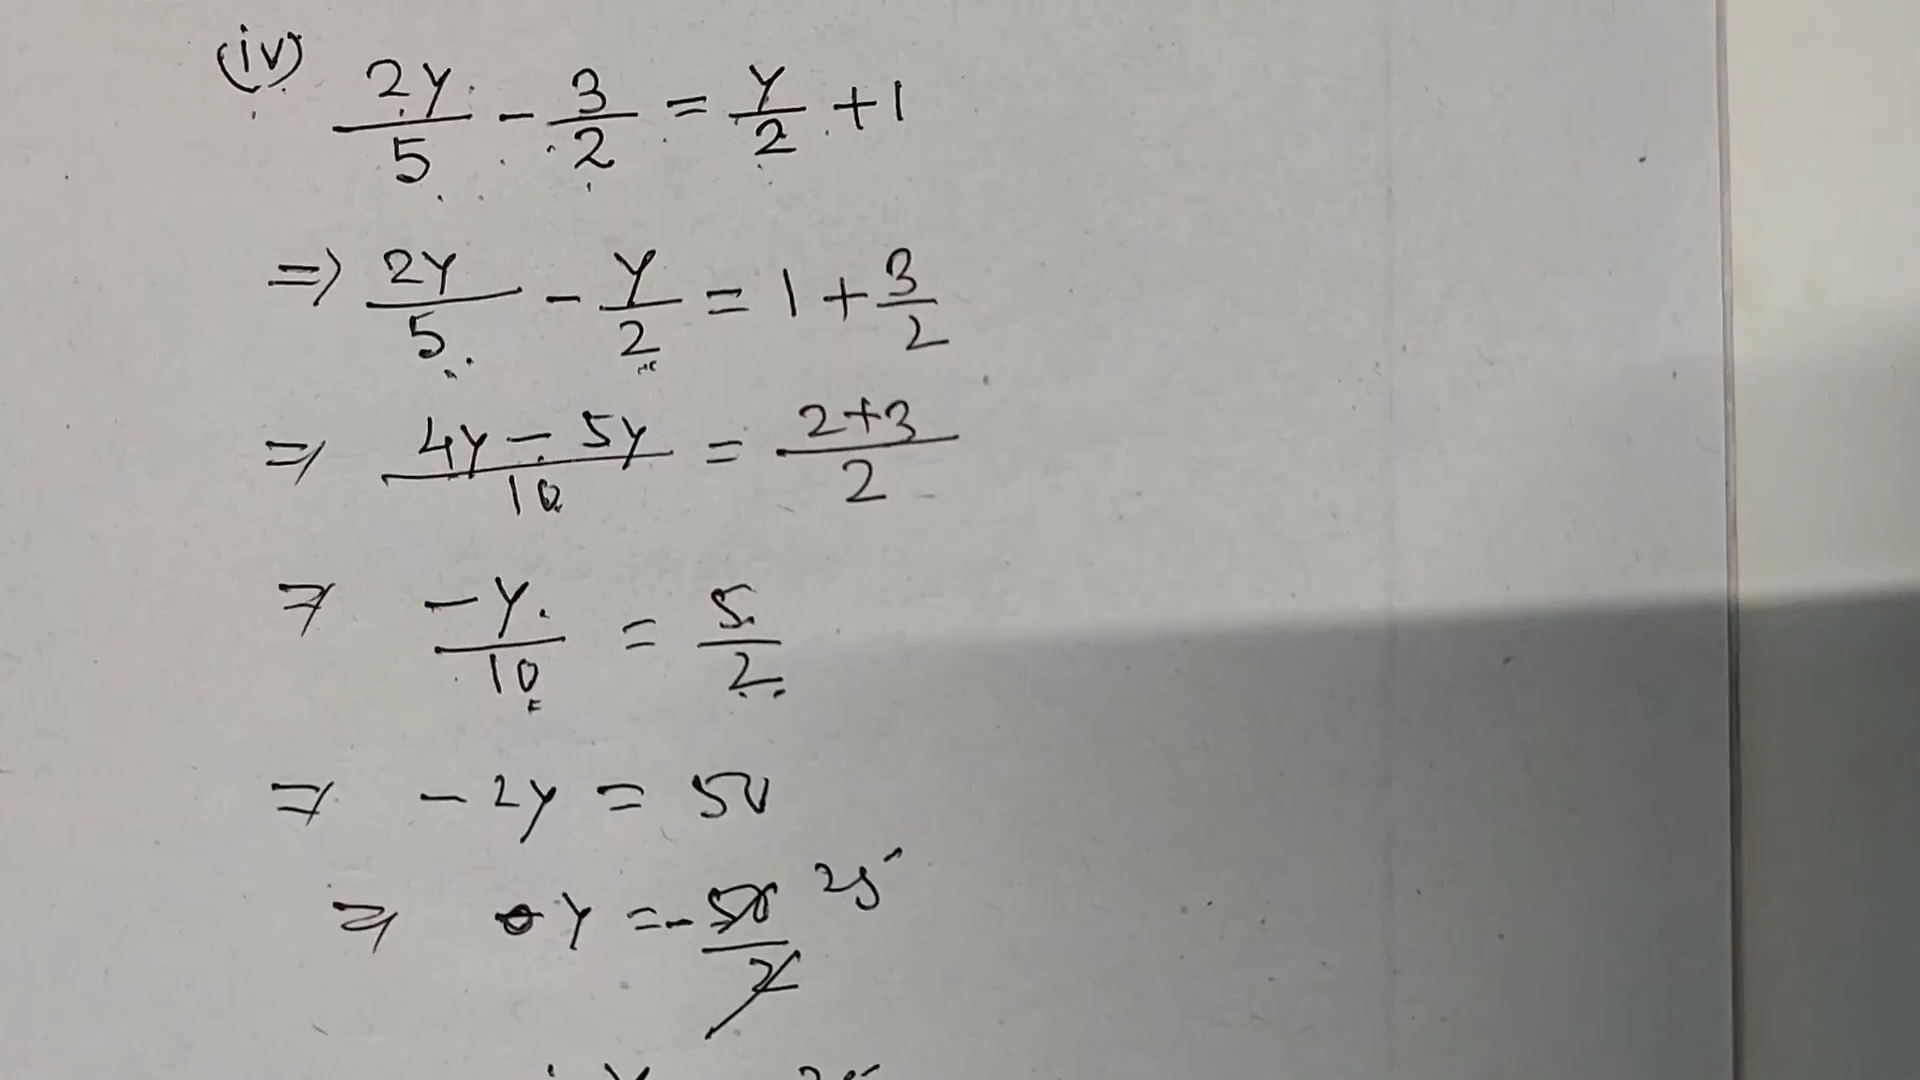 (iv) 2y/5 - 3/2 = y/2 + 1
=> 2y/5 - y/2 = 1 + 3/2
=> (4y - 5y)/10 = (2+3)/2
=> -y/10 = 5/2
=> -2y = 50
=> y = -50/2 25